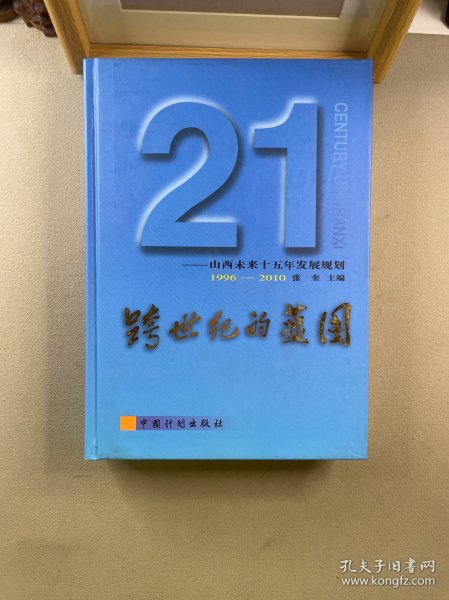 21
CENTURY SHANXI
——山西未来十五年发展规划
1996—2010 张奎 主编
跨世纪的蓝图
中国计划出版社
孔夫子旧书网
www.kongfz.com